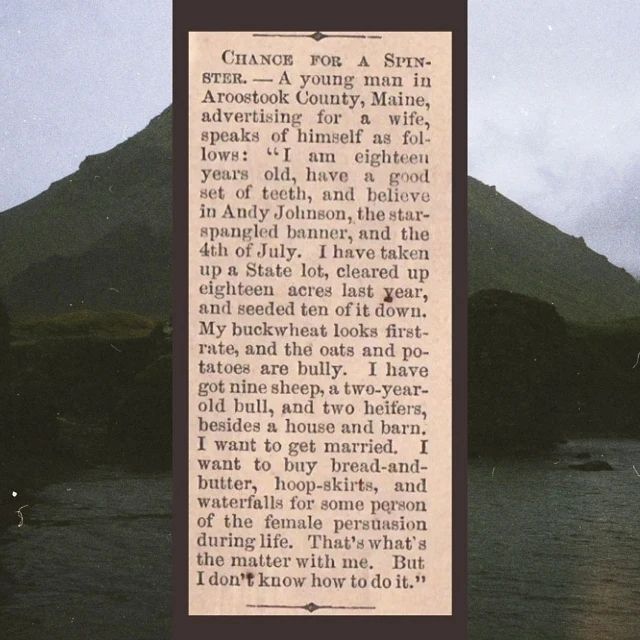 CHANCE FOR A SPIN-
STER. — A young man in
Aroostook County, Maine,
advertising for a wife,
speaks of himself as fol-
lows: "I am eighteen
years old, have a good
set of teeth, and believe
in Andy Johnson, the star-
spangled banner, and the
4th of July. I have taken
up a State lot, cleared up
eighteen acres last year,
and seeded ten of it down.
My buckwheat looks first-
rate, and the oats and po-
tatoes are bully. I have
got nine sheep, a two-year-
old bull, and two heifers,
besides a house and barn.
I want to get married. I
want to buy bread-and-
butter, hoop-skirts, and
waterfalls for some person
of the female persuasion
during life. That's what's
the matter with me. But
I don't know how to do it."